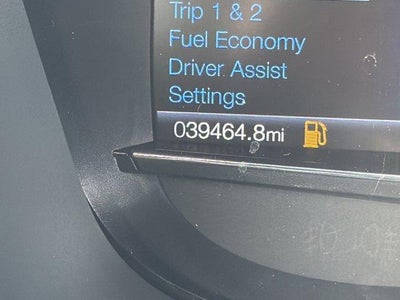 Trip 1 & 2
Fuel Economy
Driver Assist
Settings
039464.8mi